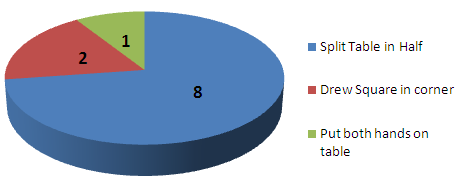 1
2
8
Split Table in Half
Drew Square in corner
Put both hands on
table